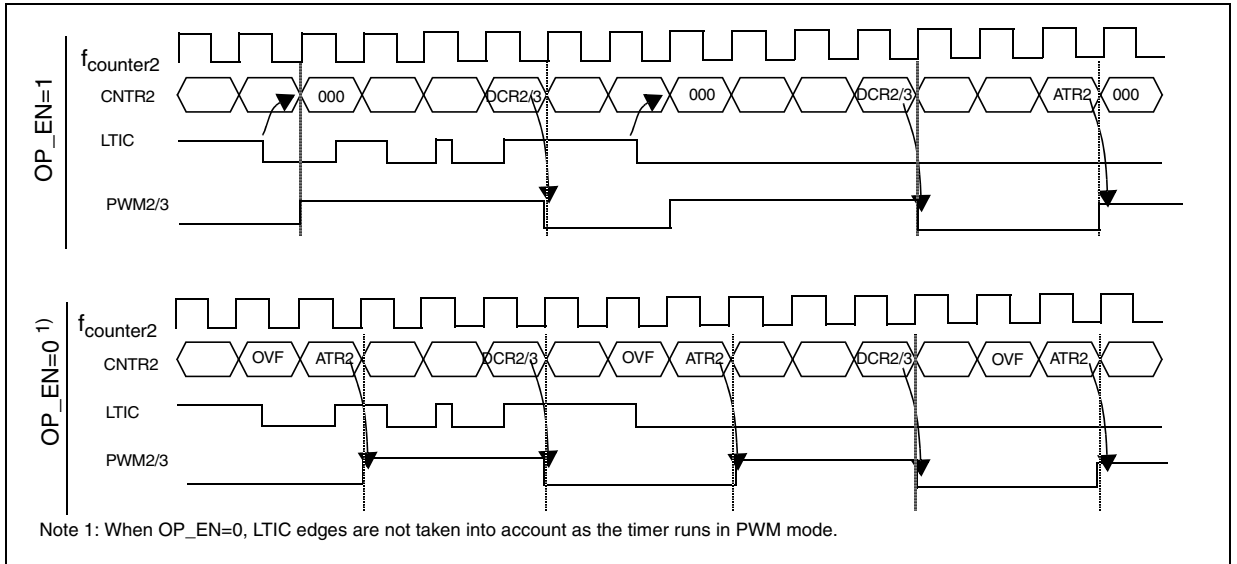 OP_EN=1
fcounter2
CNTR2
000
DCR2/3
000
DCR2/3
ATR2
000
LTIC
PWM2/3
OP_EN=0 1)
fcounter2
CNTR2
OVF
ATR2
DCR2/3
OVF
ATR2
DCR2/3
OVF
ATR2
LTIC
PWM2/3
Note 1: When OP_EN=0, LTIC edges are not taken into account as the timer runs in PWM mode.